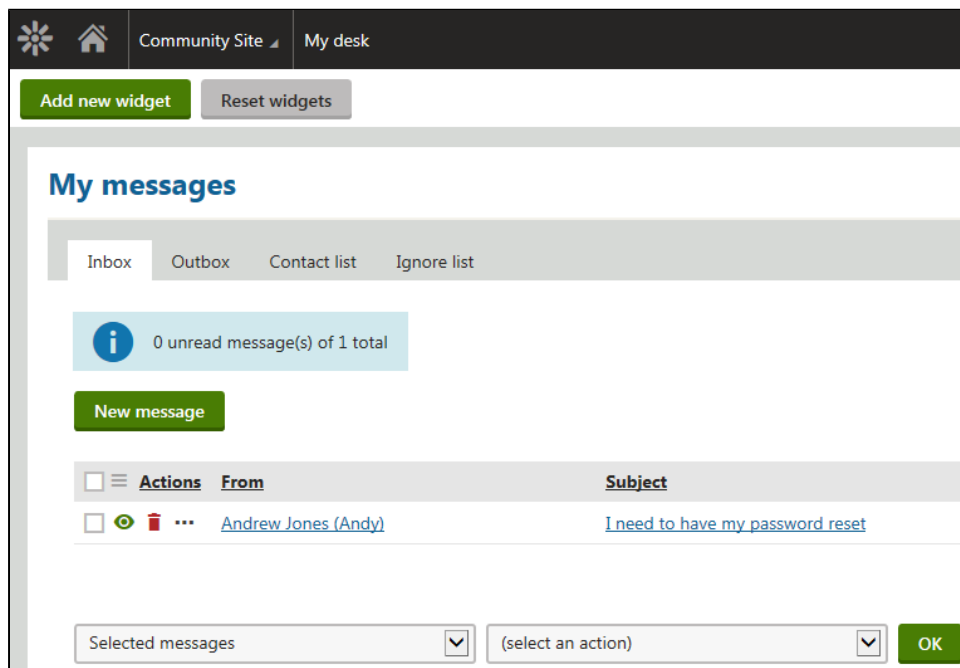 Community Site My desk
Add new widget Reset widgets
My messages
Inbox Outbox Contact list Ignore list
0 unread message(s) of 1 total
New message
Actions From Subject
Andrew Jones (Andy) I need to have my password reset
Selected messages (select an action) OK